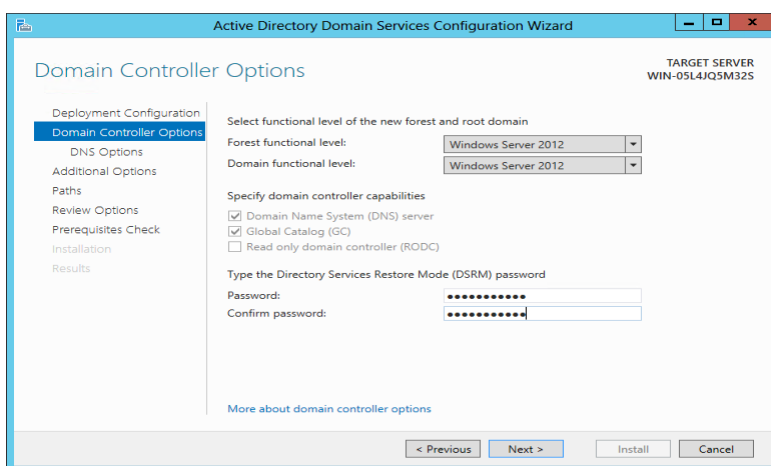 Active Directory Domain Services Configuration Wizard
Domain Controller Options
TARGET SERVER
WIN-05L4JQ5M32S
Deployment Configuration
Domain Controller Options
DNS Options
Additional Options
Paths
Review Options
Prerequisites Check
Installation
Results
Select functional level of the new forest and root domain
Forest functional level: Windows Server 2012
Domain functional level: Windows Server 2012
Specify domain controller capabilities
Domain Name System (DNS) server
Global Catalog (GC)
Read only domain controller (RODC)
Type the Directory Services Restore Mode (DSRM) password
Password: •••••••••••
Confirm password: •••••••••••
More about domain controller options
< Previous Next > Install Cancel